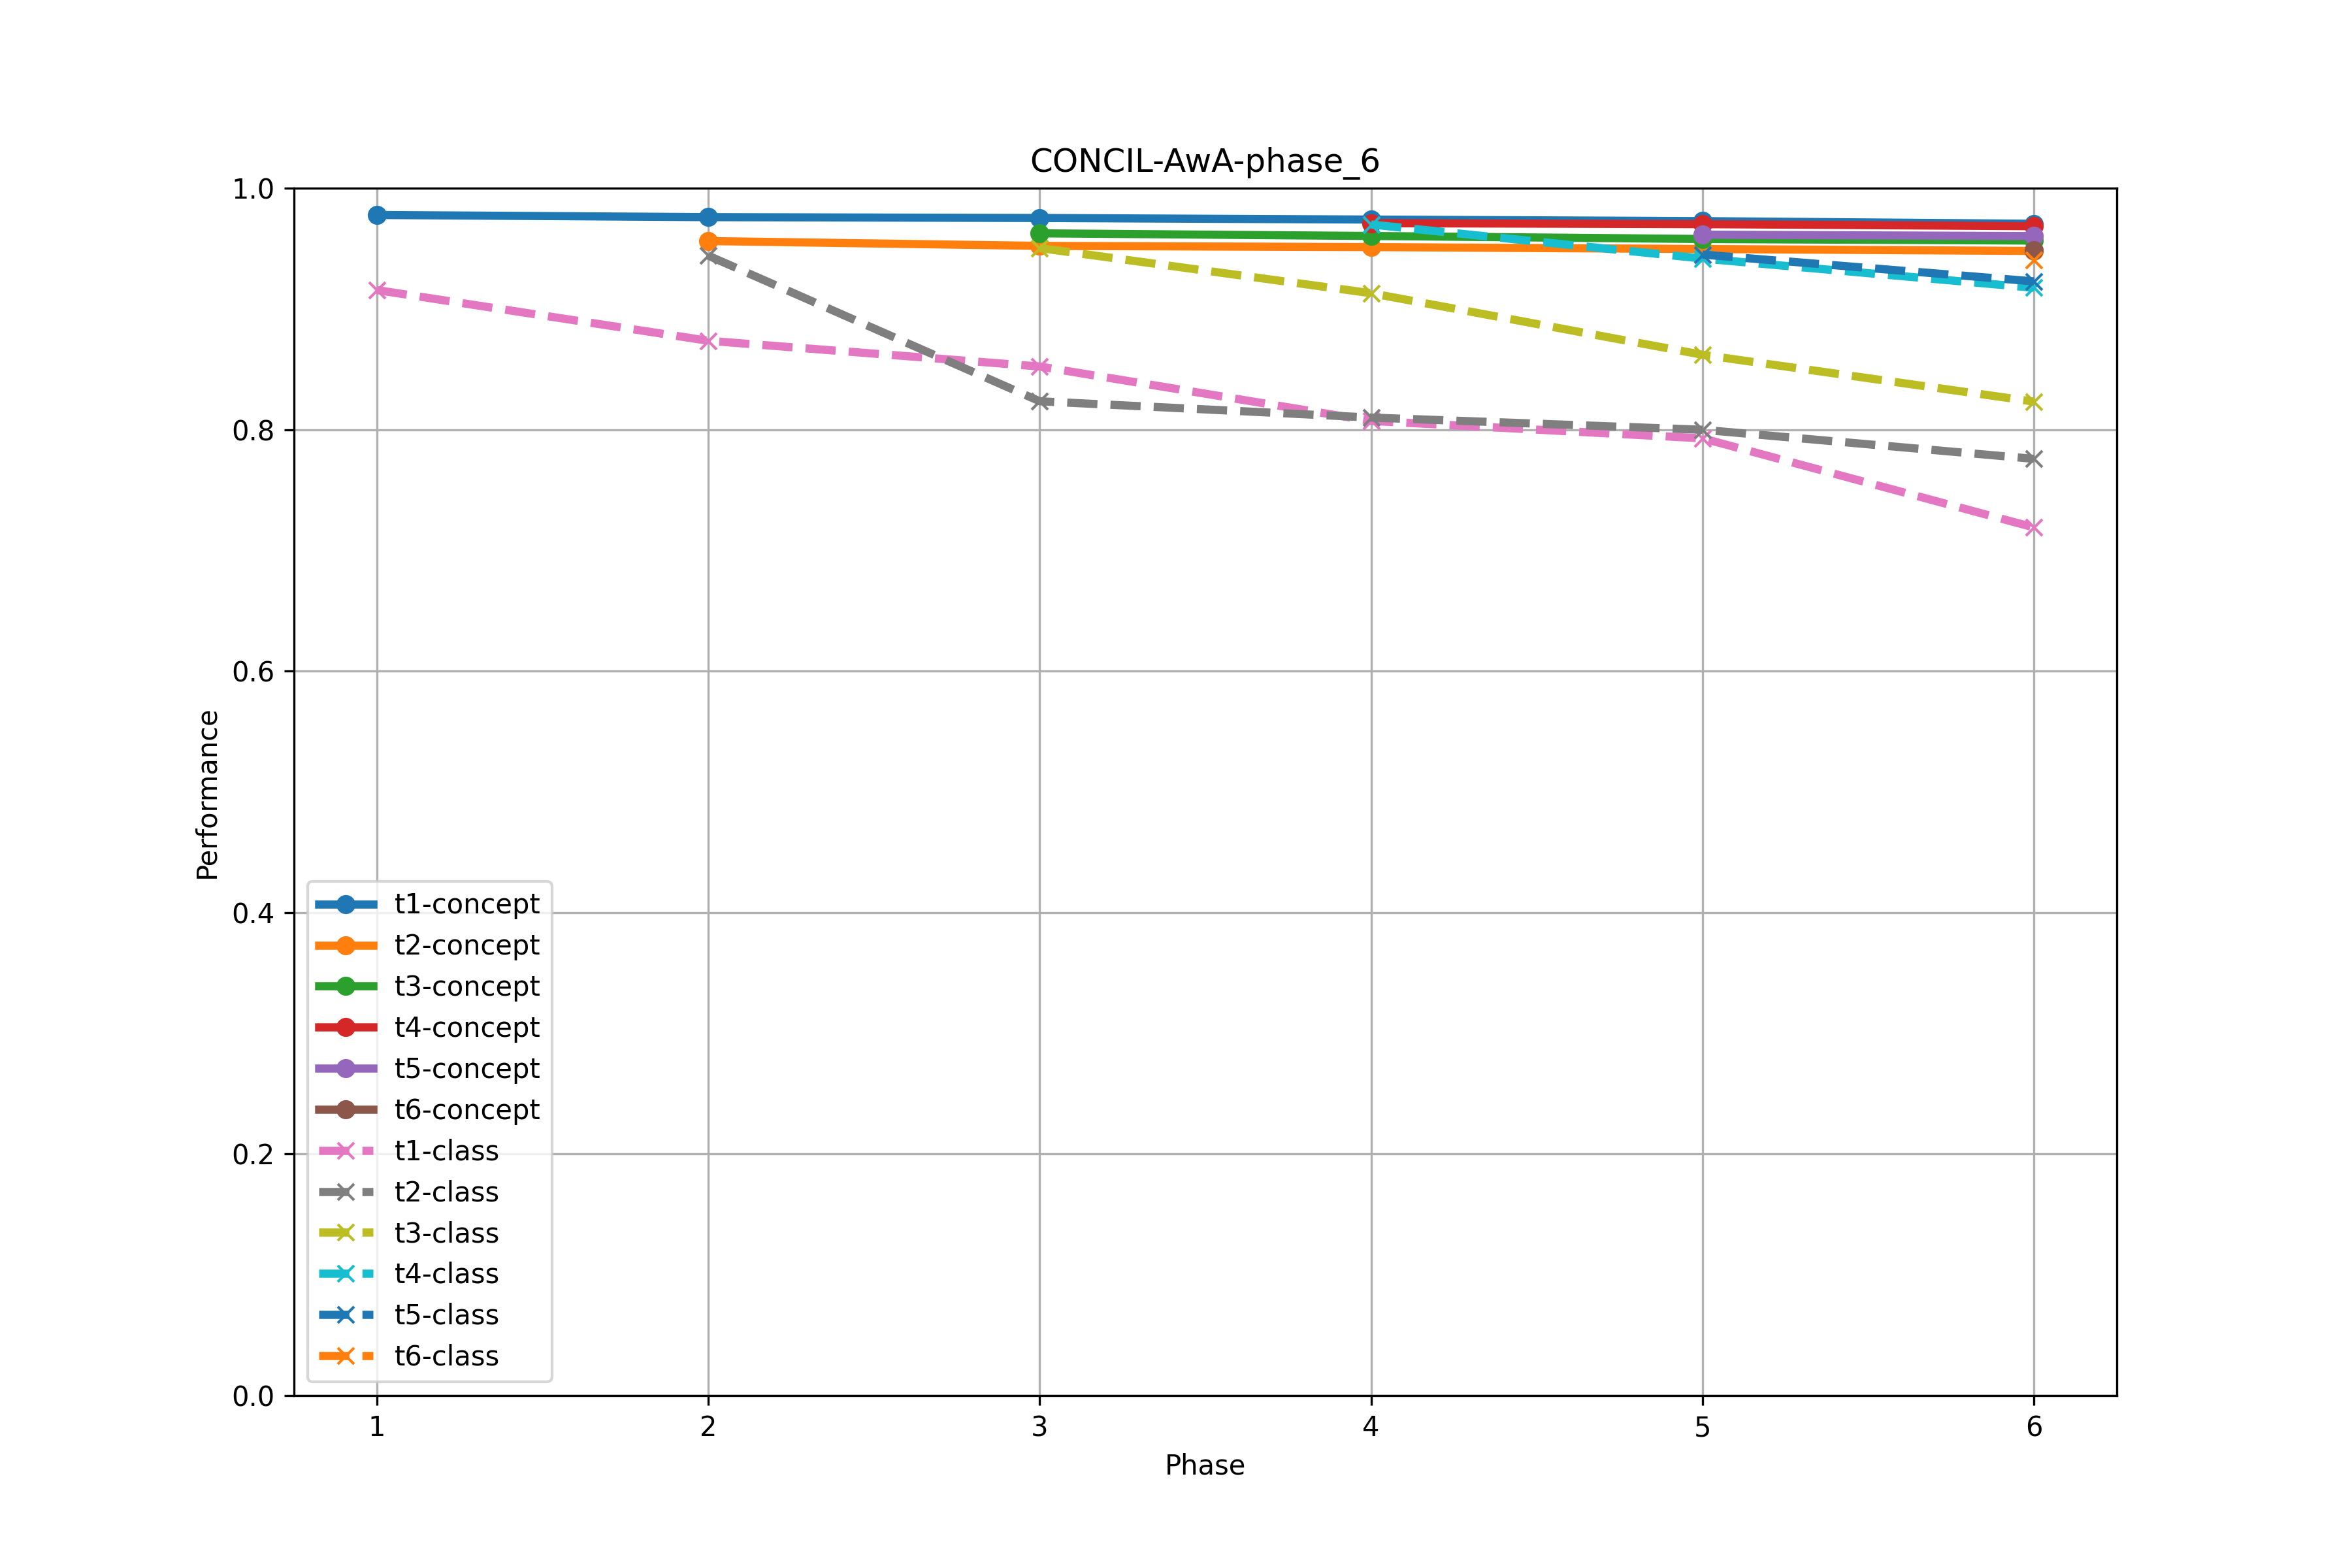 CONCIL-AwA-phase_6
1.0
0.8
0.6
0.4
0.2
0.0
Performance
t1-concept
t2-concept
t3-concept
t4-concept
t5-concept
t6-concept
t1-class
t2-class
t3-class
t4-class
t5-class
t6-class
1 2 3 4 5 6
Phase